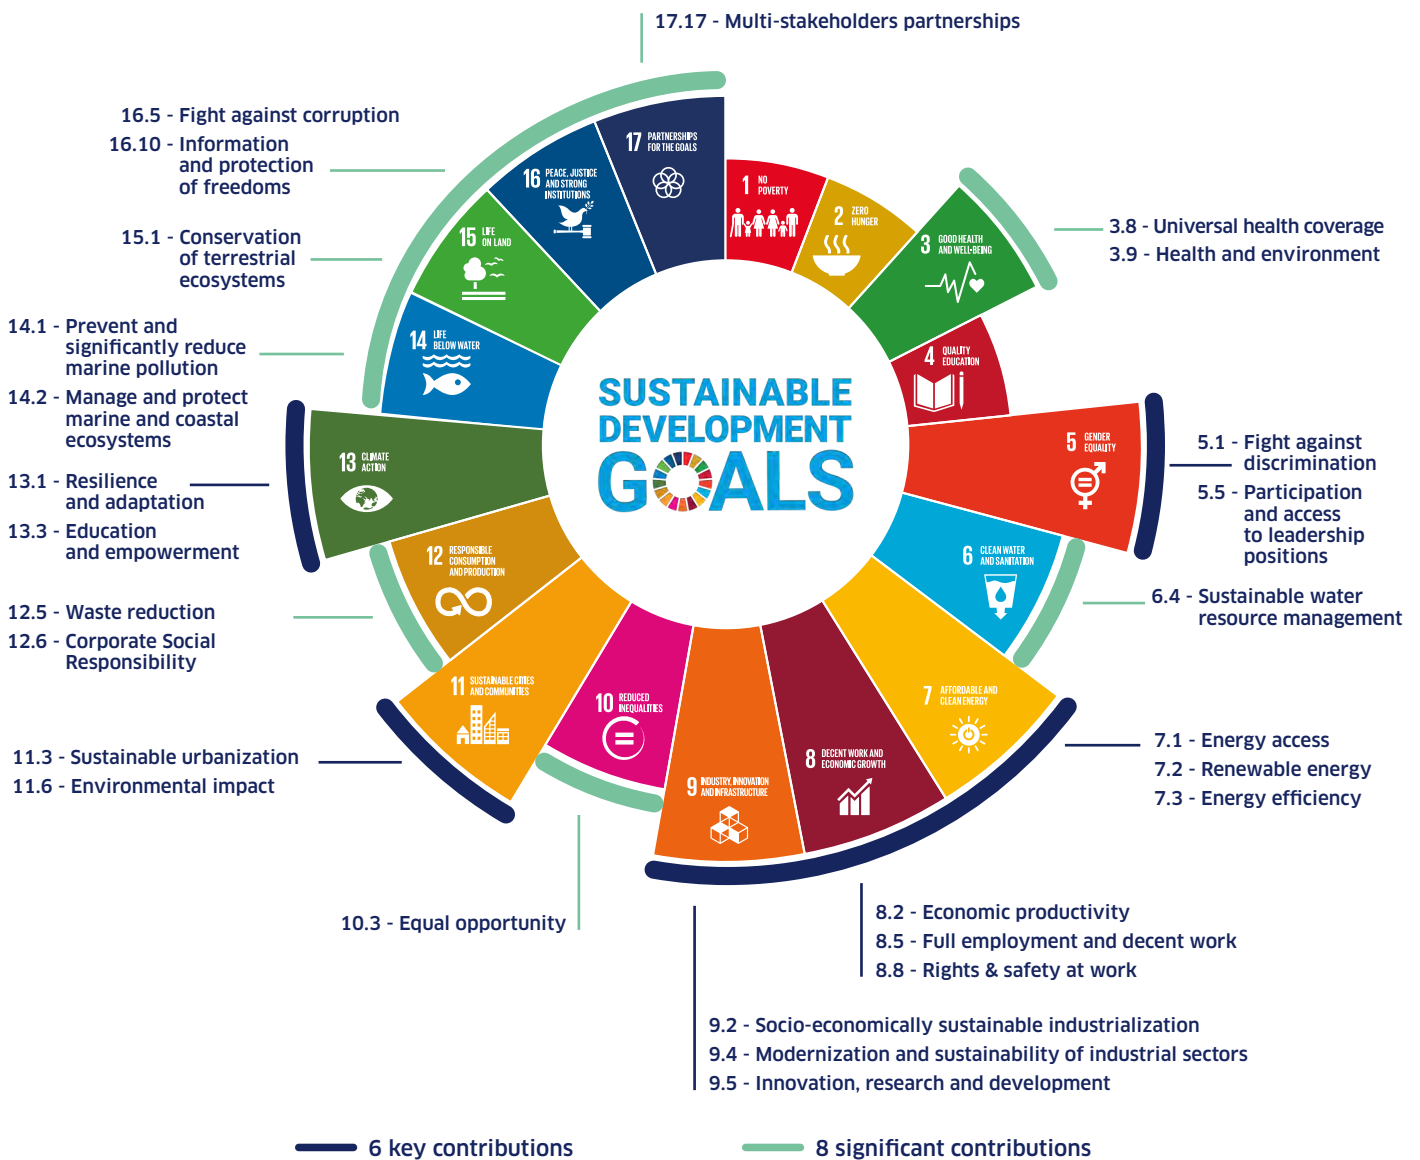 17.17 - Multi-stakeholders partnerships
16.5 - Fight against corruption
16.10 - Information
and protection
of freedoms
15.1 - Conservation
of terrestrial
ecosystems
14.1 - Prevent and
significantly reduce
marine pollution
14.2 - Manage and protect
marine and coastal
ecosystems
13.1 - Resilience
and adaptation
13.3 - Education
and empowerment
12.5 - Waste reduction
12.6 - Corporate Social
Responsibility
11.3 - Sustainable urbanization
11.6 - Environmental impact
10.3 - Equal opportunity
1 NO
POVERTY
2 ZERO
HUNGER
3 GOOD HEALTH
AND WELL-BEING
4 QUALITY
EDUCATION
5 GENDER
EQUALITY
6 CLEAN WATER
AND SANITATION
7 AFFORDABLE AND
CLEAN ENERGY
8 DECENT WORK AND
ECONOMIC GROWTH
9 INDUSTRY, INNOVATION
AND INFRASTRUCTURE
10 REDUCED
INEQUALITIES
11 SUSTAINABLE CITIES
AND COMMUNITIES
12 RESPONSIBLE
CONSUMPTION
AND PRODUCTION
13 CLIMATE
ACTION
14 LIFE
BELOW WATER
15 LIFE
ON LAND
16 PEACE, JUSTICE
AND STRONG
INSTITUTIONS
17 PARTNERSHIPS
FOR THE GOALS
SUSTAINABLE
DEVELOPMENT
GOALS
3.8 - Universal health coverage
3.9 - Health and environment
5.1 - Fight against
discrimination
5.5 - Participation
and access
to leadership
positions
6.4 - Sustainable water
resource management
7.1 - Energy access
7.2 - Renewable energy
7.3 - Energy efficiency
8.2 - Economic productivity
8.5 - Full employment and decent work
8.8 - Rights & safety at work
9.2 - Socio-economically sustainable industrialization
9.4 - Modernization and sustainability of industrial sectors
9.5 - Innovation, research and development
6 key contributions
8 significant contributions